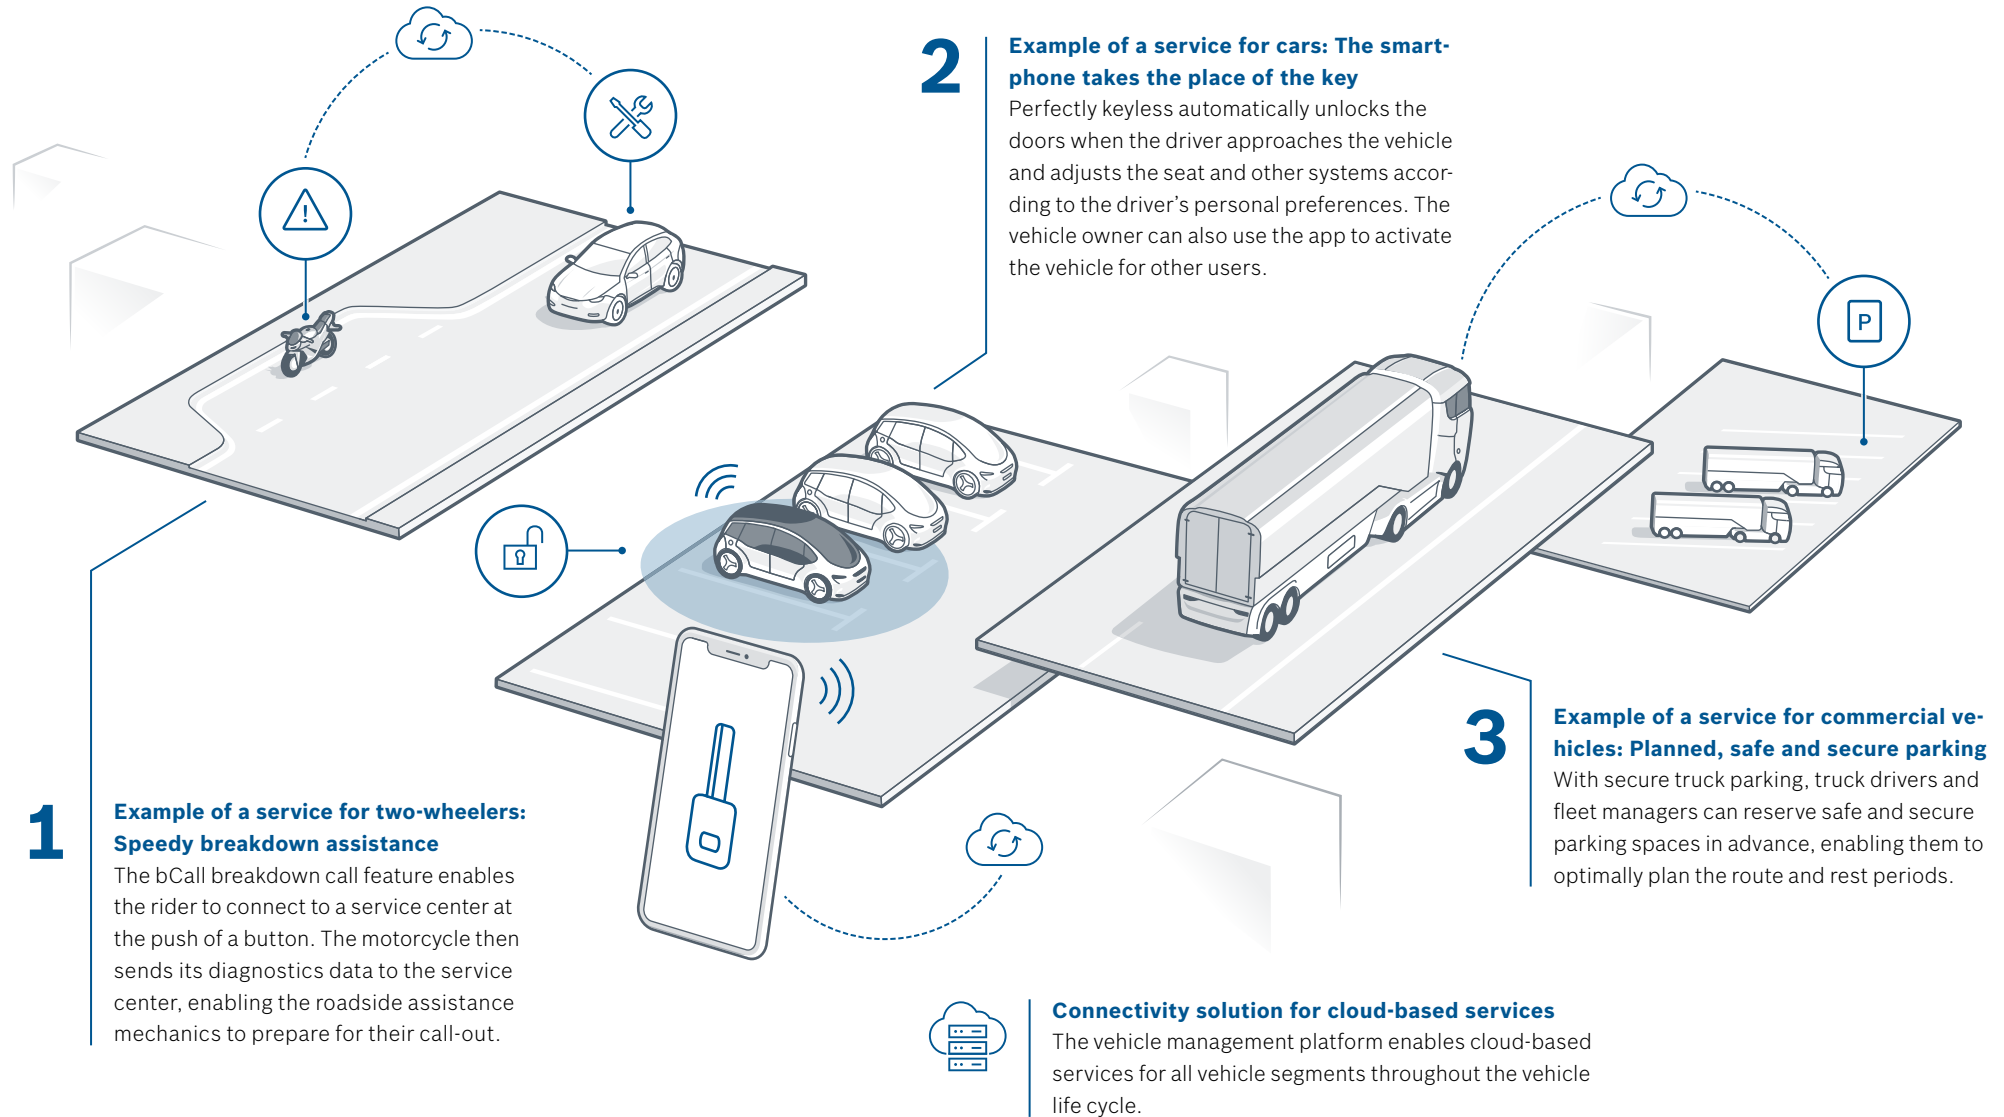 2
Example of a service for cars: The smart-
phone takes the place of the key
Perfectly keyless automatically unlocks the
doors when the driver approaches the vehicle
and adjusts the seat and other systems accor-
ding to the driver’s personal preferences. The
vehicle owner can also use the app to activate
the vehicle for other users.
P
1
Example of a service for two-wheelers:
Speedy breakdown assistance
The bCall breakdown call feature enables
the rider to connect to a service center at
the push of a button. The motorcycle then
sends its diagnostics data to the service
center, enabling the roadside assistance
mechanics to prepare for their call-out.
3
Example of a service for commercial ve-
hicles: Planned, safe and secure parking
With secure truck parking, truck drivers and
fleet managers can reserve safe and secure
parking spaces in advance, enabling them to
optimally plan the route and rest periods.
Connectivity solution for cloud-based services
The vehicle management platform enables cloud-based
services for all vehicle segments throughout the vehicle
life cycle.